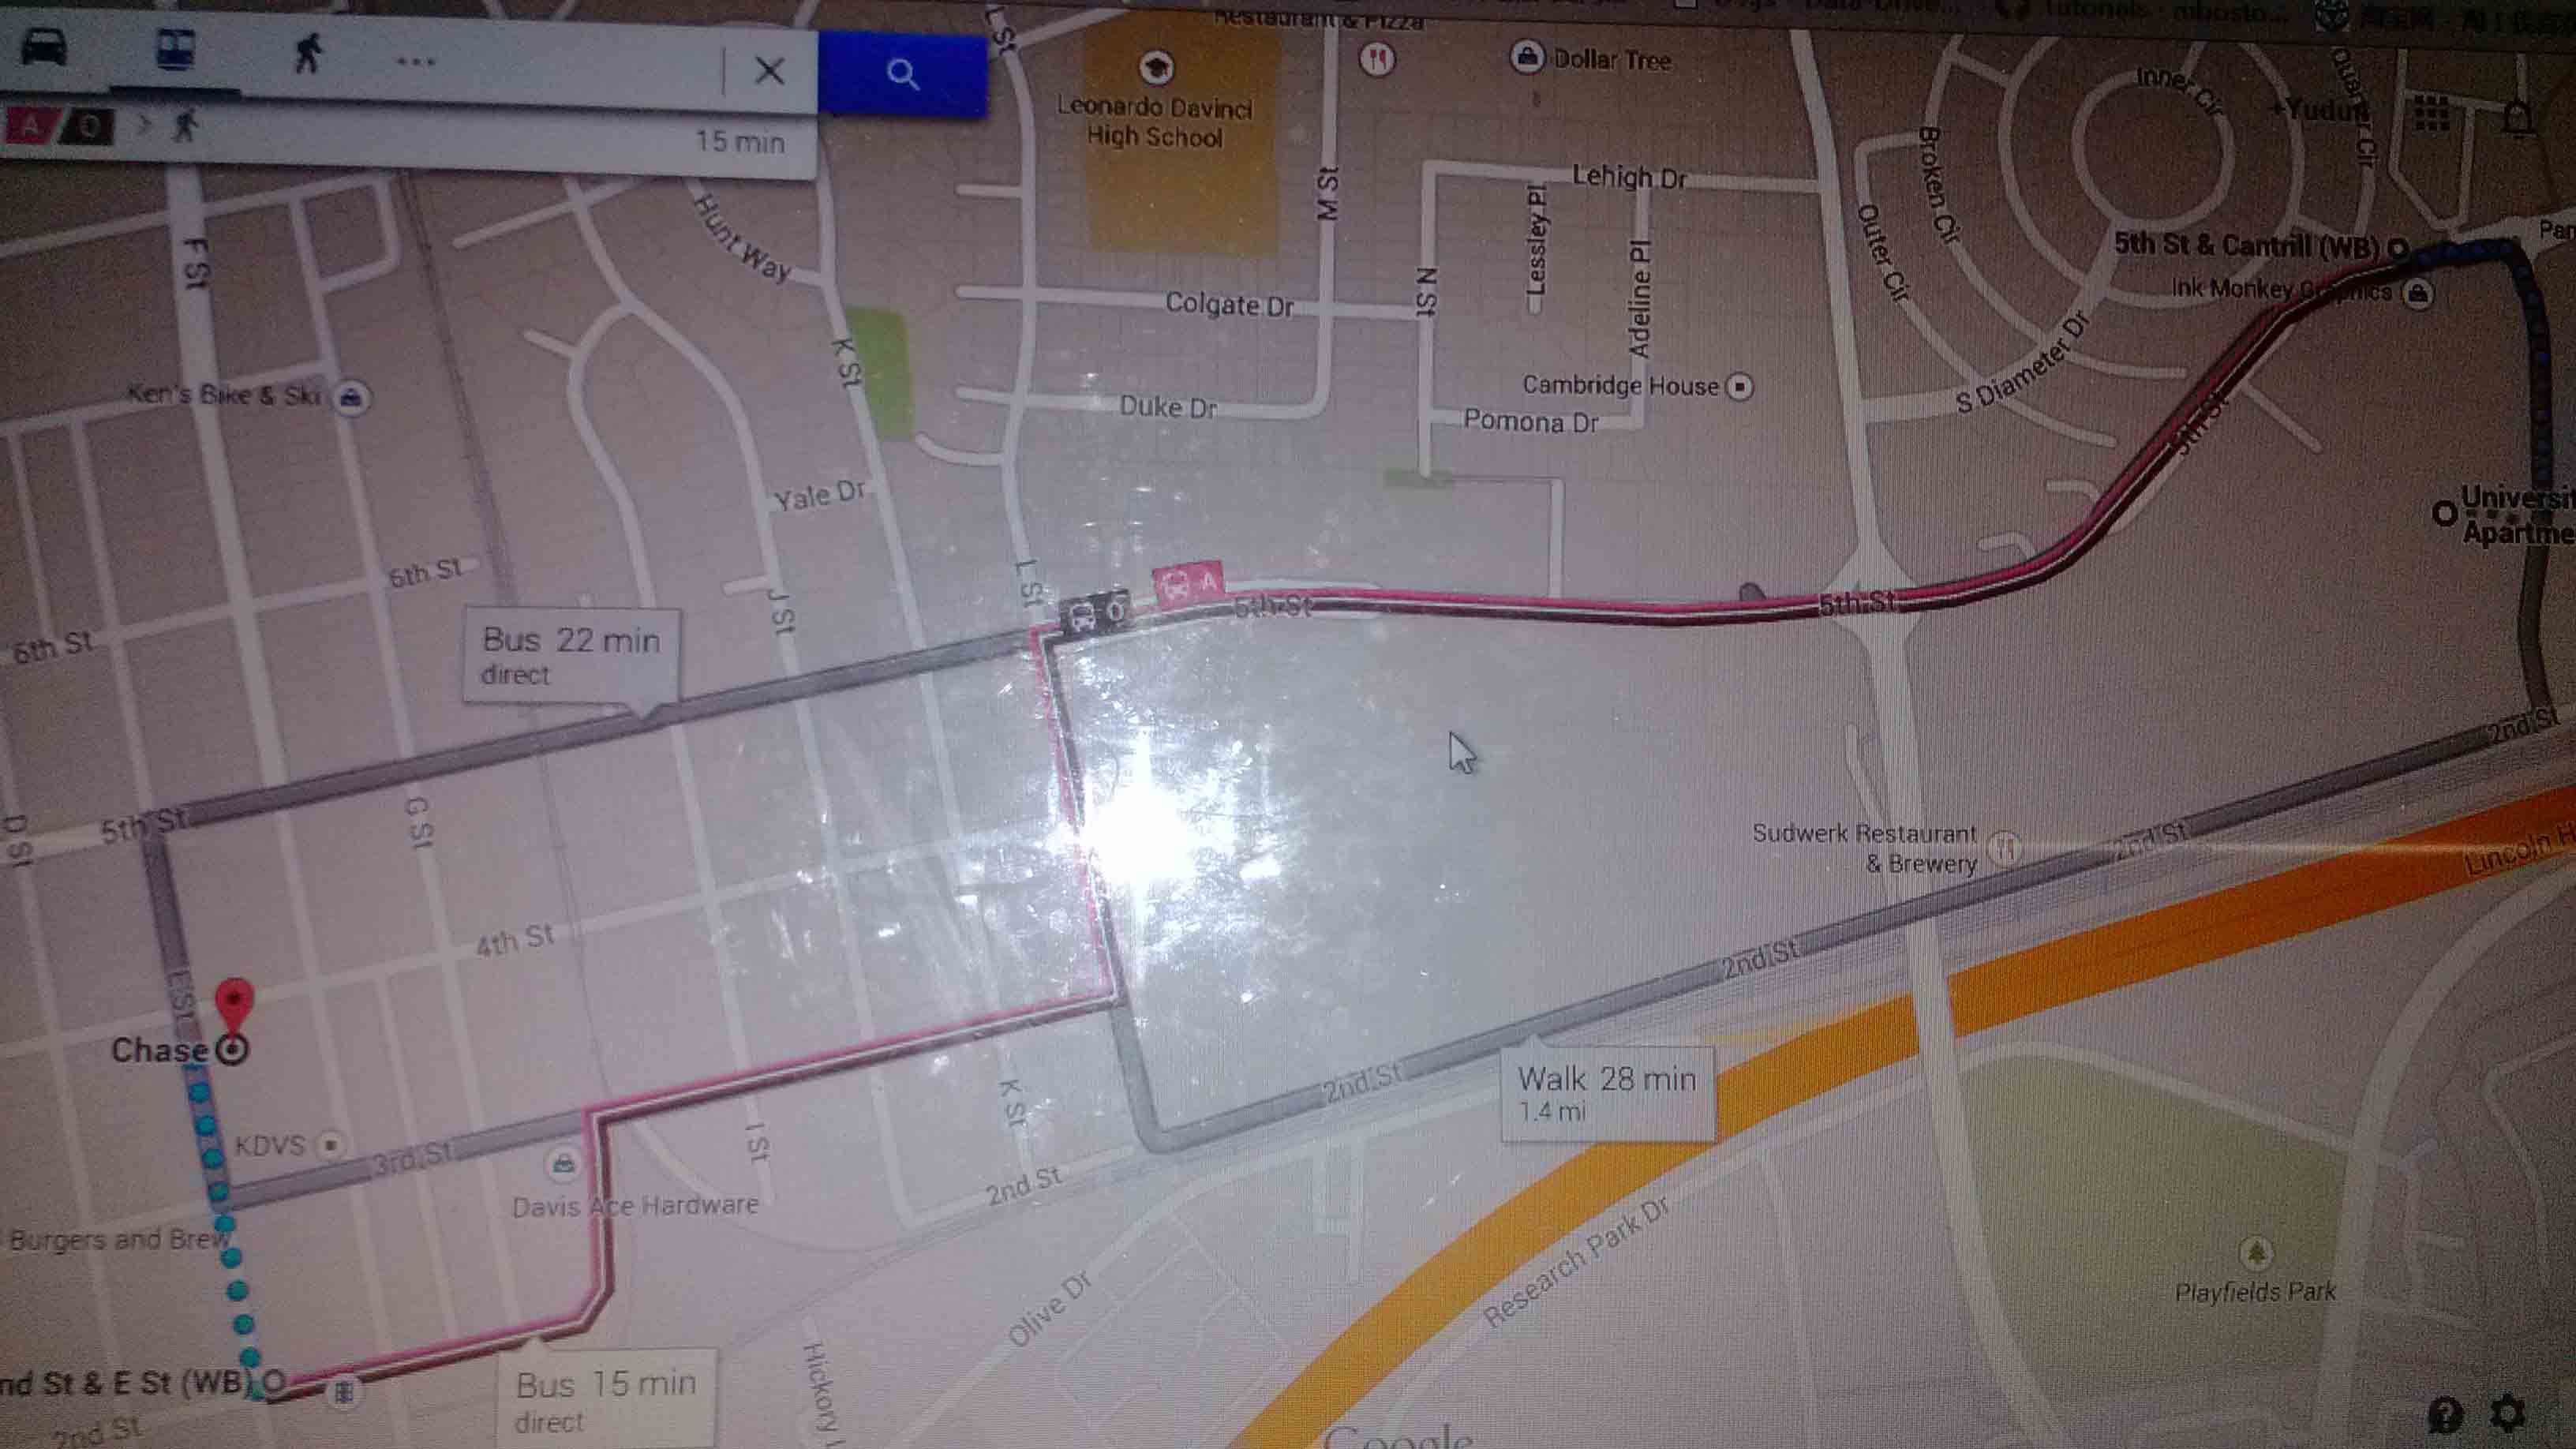 Restaurant & Pizza
Tutorials
15 min
A
O
L St
Leonardo Davinci
High School
Dollar Tree
Inner Cir
Yudun
Broken Cir
Outer Cir
Lehigh Dr
M St
Lessley Pl
Adeline Pl
N St
Hunt Way
F St
Colgate Dr
5th St & Cantrill (WB)
Ink Monkey Graphics
K St
Ken's Bike & Ski
Duke Dr
Cambridge House
Pomona Dr
S Diameter Dr
5th St
Yale Dr
6th St
6th St
J St
L St
O
A
5th St
5th St
Bus 22 min
direct
5th St
D St
G St
4th St
E St
Chase
KDVS
3rd St
Davis Ace Hardware
I St
K St
2nd St
Burgers and Brew
nd St & E St (WB)
2nd St
Bus 15 min
direct
Hickory
Olive Dr
2nd St
Walk 28 min
1.4 mi
2nd St
2nd St
2nd St
Sudwerk Restaurant
& Brewery
Lincoln
Research Park Dr
Playfields Park
Google